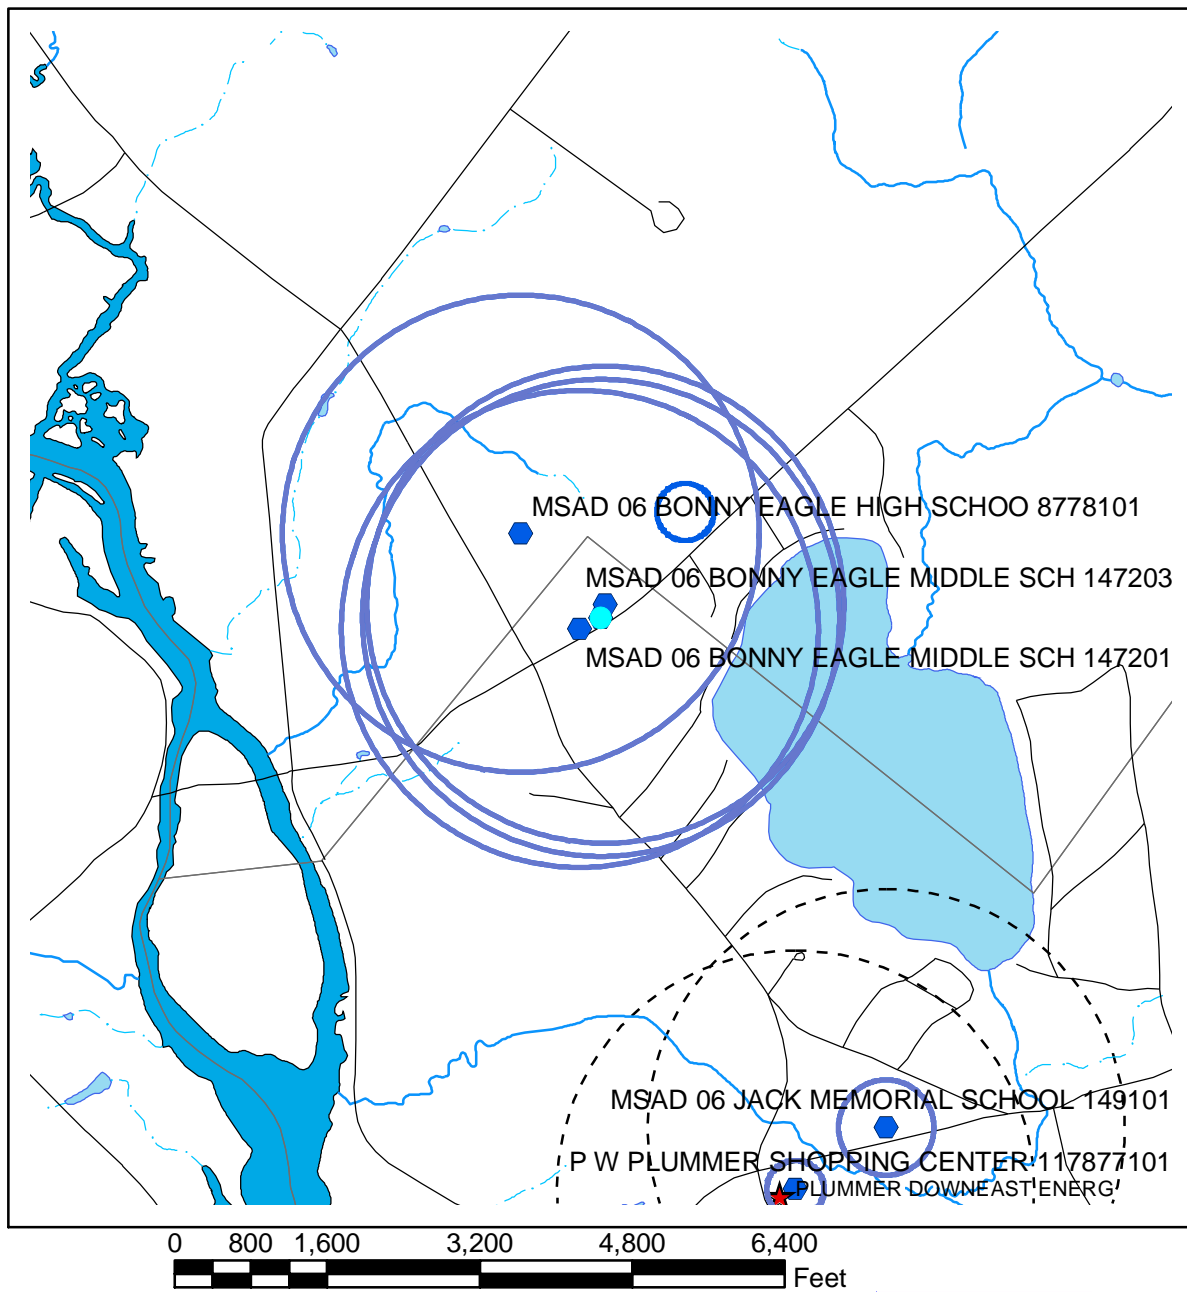 MSAD 06 BONNY EAGLE HIGH SCHOO 8778101
MSAD 06 BONNY EAGLE MIDDLE SCH 147203
MSAD 06 BONNY EAGLE MIDDLE SCH 147201
MSAD 06 JACK MEMORIAL SCHOOL 149101
P W PLUMMER SHOPPING CENTER 117877101
PLUMMER DOWNEAST ENERG
0 800 1,600 3,200 4,800 6,400
Feet